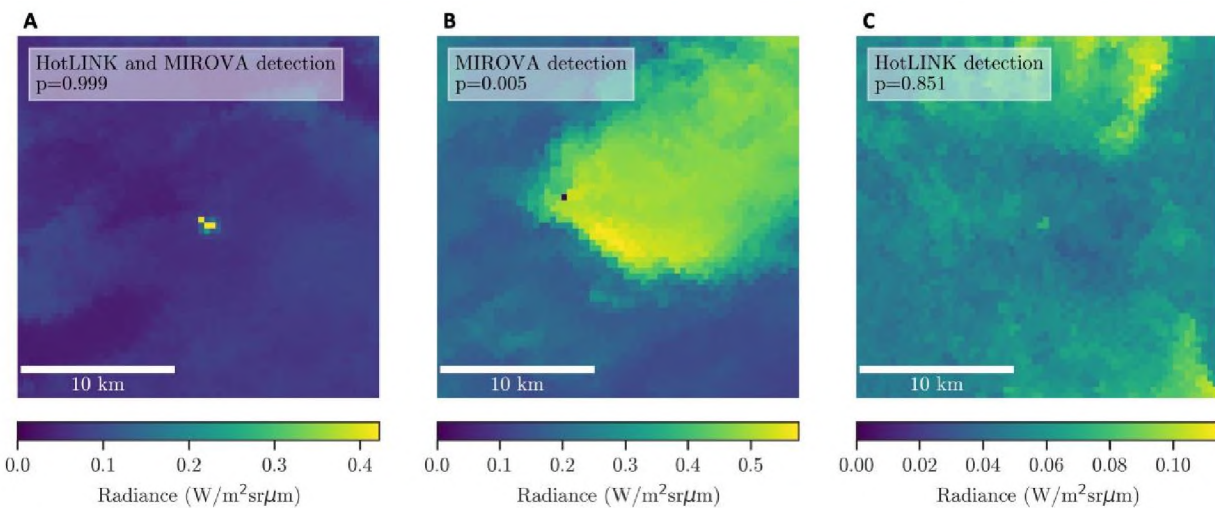 A
HotLINK and MIROVA detection
p=0.999
10 km
0.0 0.1 0.2 0.3 0.4
Radiance (W/m²srμm)
B
MIROVA detection
p=0.005
10 km
0.0 0.1 0.2 0.3 0.4 0.5
Radiance (W/m²srμm)
C
HotLINK detection
p=0.851
10 km
0.00 0.02 0.04 0.06 0.08 0.10
Radiance (W/m²srμm)